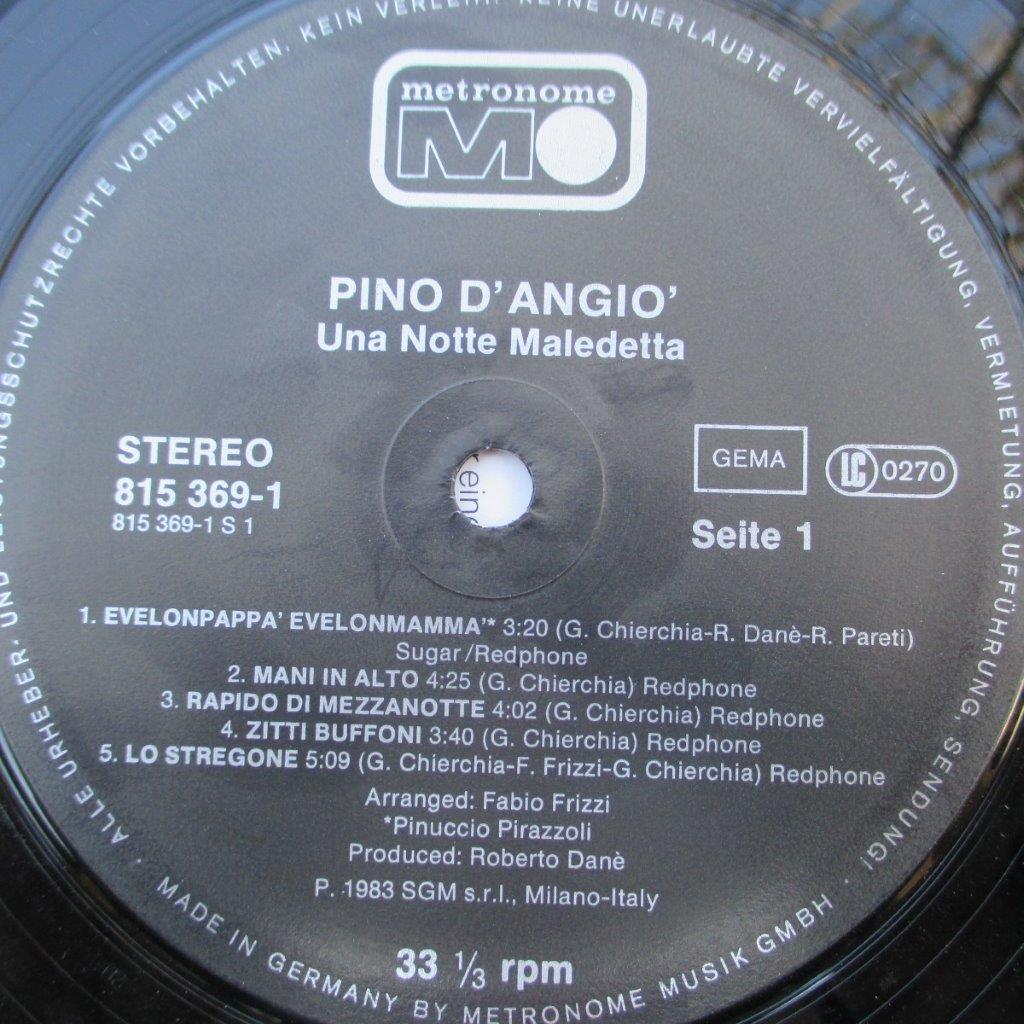 metronome
MO
PINO D'ANGIO'
Una Notte Maledetta
STEREO
815 369-1
815 369-1 S 1
GEMA
LC 0270
Seite 1
ein
1. EVELONPAPPA' EVELONMAMMA'* 3:20 (G. Chierchia-R. Danè-R. Pareti)
Sugar/Redphone
2. MANI IN ALTO 4:25 (G. Chierchia) Redphone
3. RAPIDO DI MEZZANOTTE 4:02 (G. Chierchia) Redphone
4. ZITTI BUFFONI 3:40 (G. Chierchia) Redphone
5. LO STREGONE 5:09 (G. Chierchia-F. Frizzi-G. Chierchia) Redphone
Arranged: Fabio Frizzi
*Pinuccio Pirazzoli
Produced: Roberto Danè
P. 1983 SGM s.r.l., Milano-Italy
33 ⅓ rpm
· ALLE URHEBER- UND LEISTUNGSSCHUTZRECHTE VORBEHALTEN. KEIN VERLEIH! KEINE UNERLAUBTE VERVIELFÄLTIGUNG, VERMIETUNG, AUFFÜHRUNG, SENDUNG! ·
MADE IN GERMANY BY METRONOME MUSIK GMBH